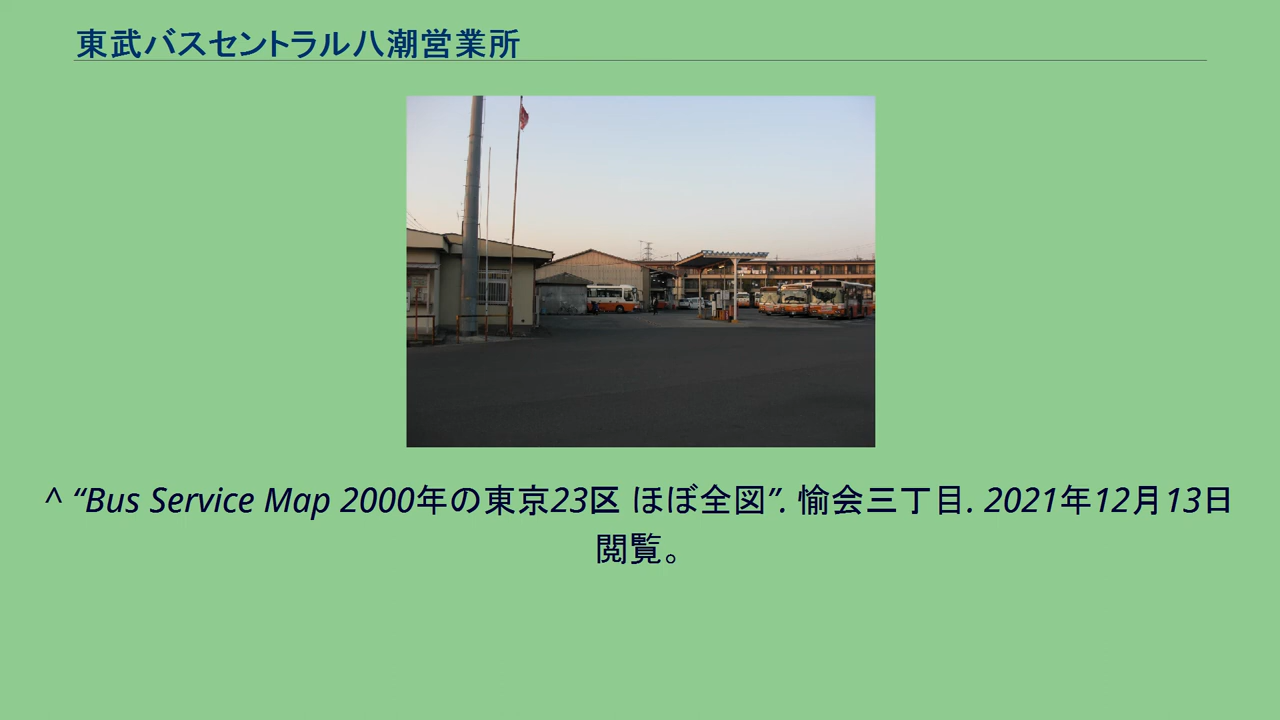 東武バスセントラル八潮営業所
^ “Bus Service Map 2000年の東京23区 ほぼ全図”. 愉会三丁目. 2021年12月13日
閲覧。